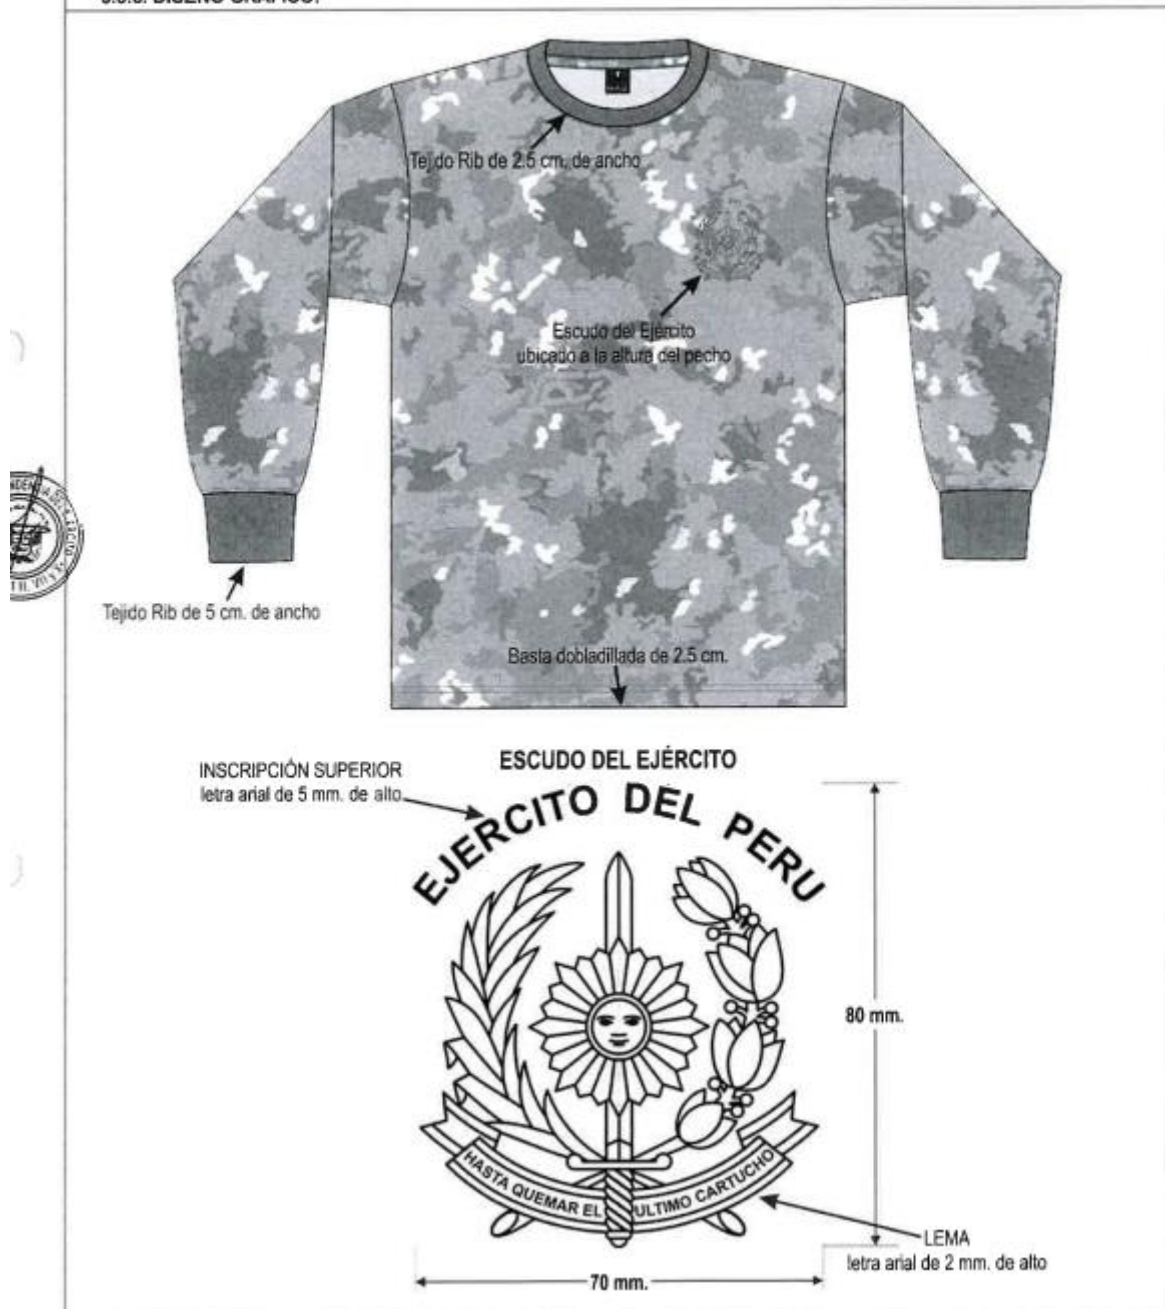 Tejido Rib de 2.5 cm. de ancho
Escudo del Ejército
ubicado a la altura del pecho
Tejido Rib de 5 cm. de ancho
Basta dobladillada de 2.5 cm.
ESCUDO DEL EJÉRCITO
INSCRIPCIÓN SUPERIOR
letra arial de 5 mm. de alto
EJERCITO DEL PERU
80 mm.
HASTA QUEMAR EL ULTIMO CARTUCHO
LEMA
letra arial de 2 mm. de alto
70 mm.